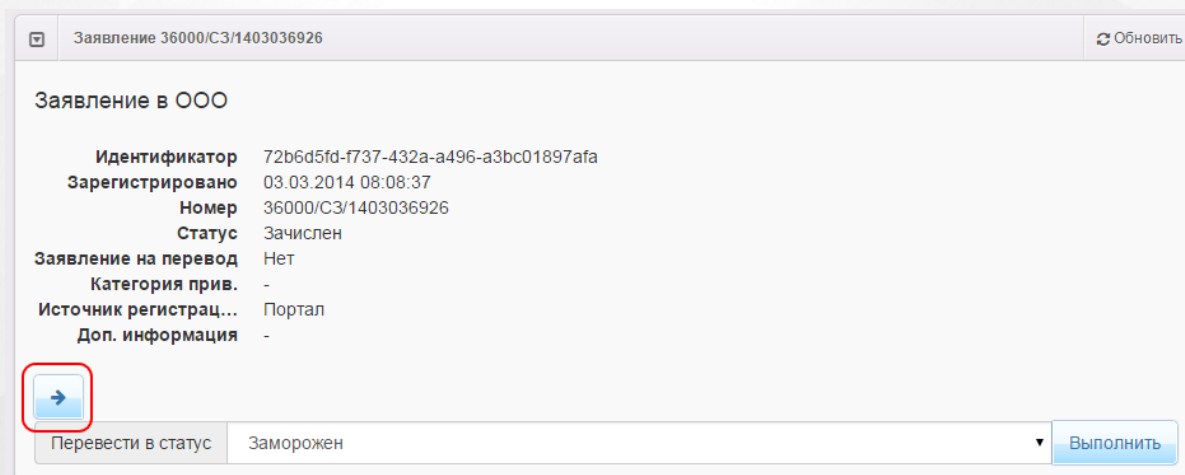 Заявление 36000/СЗ/1403036926 Обновить
Заявление в ООО
Идентификатор 72b6d5fd-f737-432a-a496-a3bc01897afa
Зарегистрировано 03.03.2014 08:08:37
Номер 36000/СЗ/1403036926
Статус Зачислен
Заявление на перевод Нет
Категория прив. -
Источник регистрац... Портал
Доп. информация -
Перевести в статус Заморожен Выполнить